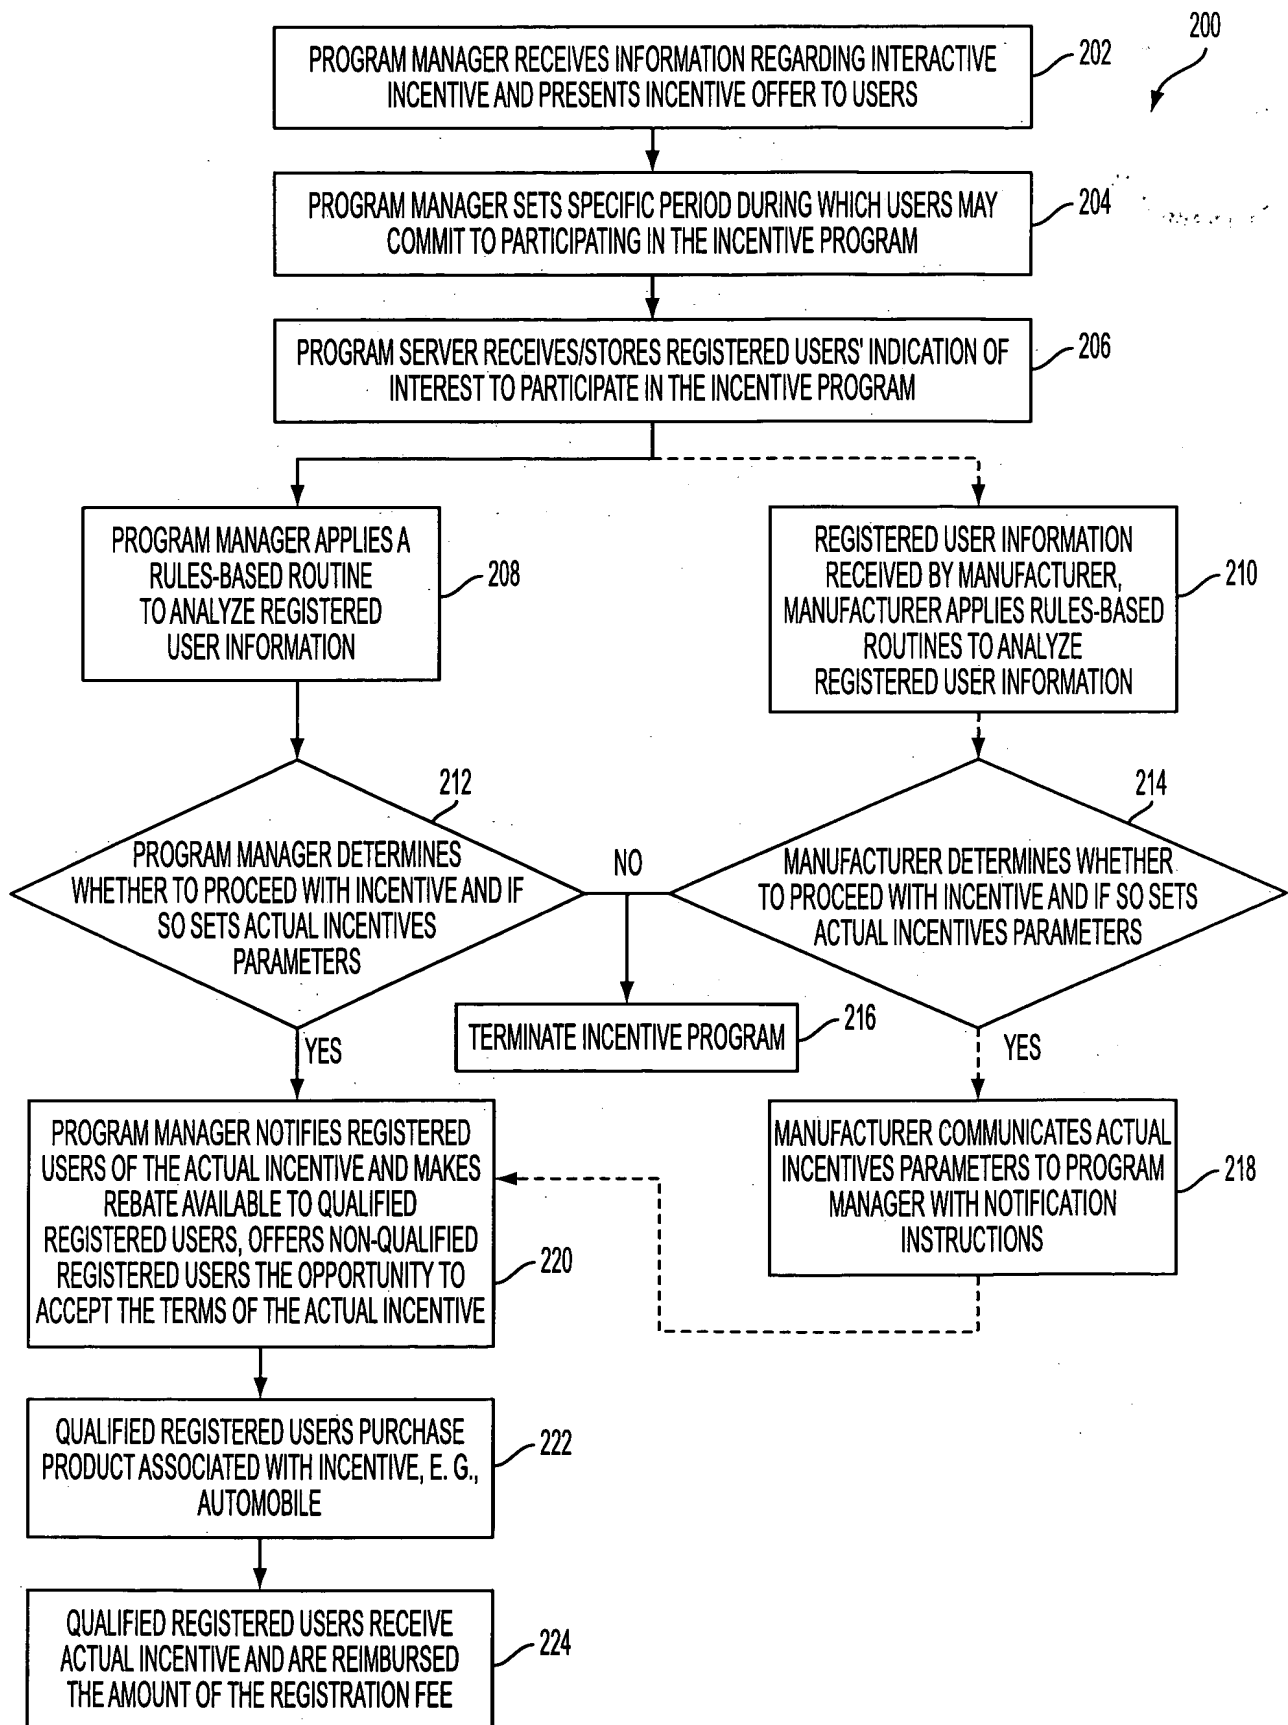 200
PROGRAM MANAGER RECEIVES INFORMATION REGARDING INTERACTIVE
INCENTIVE AND PRESENTS INCENTIVE OFFER TO USERS
202
PROGRAM MANAGER SETS SPECIFIC PERIOD DURING WHICH USERS MAY
COMMIT TO PARTICIPATING IN THE INCENTIVE PROGRAM
204
PROGRAM SERVER RECEIVES/STORES REGISTERED USERS' INDICATION OF
INTEREST TO PARTICIPATE IN THE INCENTIVE PROGRAM
206
PROGRAM MANAGER APPLIES A
RULES-BASED ROUTINE
TO ANALYZE REGISTERED
USER INFORMATION
208
REGISTERED USER INFORMATION
RECEIVED BY MANUFACTURER,
MANUFACTURER APPLIES RULES-BASED
ROUTINES TO ANALYZE
REGISTERED USER INFORMATION
210
212
PROGRAM MANAGER DETERMINES
WHETHER TO PROCEED WITH INCENTIVE AND IF
SO SETS ACTUAL INCENTIVES
PARAMETERS
NO
214
MANUFACTURER DETERMINES WHETHER
TO PROCEED WITH INCENTIVE AND IF SO SETS
ACTUAL INCENTIVES PARAMETERS
TERMINATE INCENTIVE PROGRAM
216
YES
YES
PROGRAM MANAGER NOTIFIES REGISTERED
USERS OF THE ACTUAL INCENTIVE AND MAKES
REBATE AVAILABLE TO QUALIFIED
REGISTERED USERS, OFFERS NON-QUALIFIED
REGISTERED USERS THE OPPORTUNITY TO
ACCEPT THE TERMS OF THE ACTUAL INCENTIVE
220
MANUFACTURER COMMUNICATES ACTUAL
INCENTIVES PARAMETERS TO PROGRAM
MANAGER WITH NOTIFICATION
INSTRUCTIONS
218
QUALIFIED REGISTERED USERS PURCHASE
PRODUCT ASSOCIATED WITH INCENTIVE, E. G.,
AUTOMOBILE
222
QUALIFIED REGISTERED USERS RECEIVE
ACTUAL INCENTIVE AND ARE REIMBURSED
THE AMOUNT OF THE REGISTRATION FEE
224